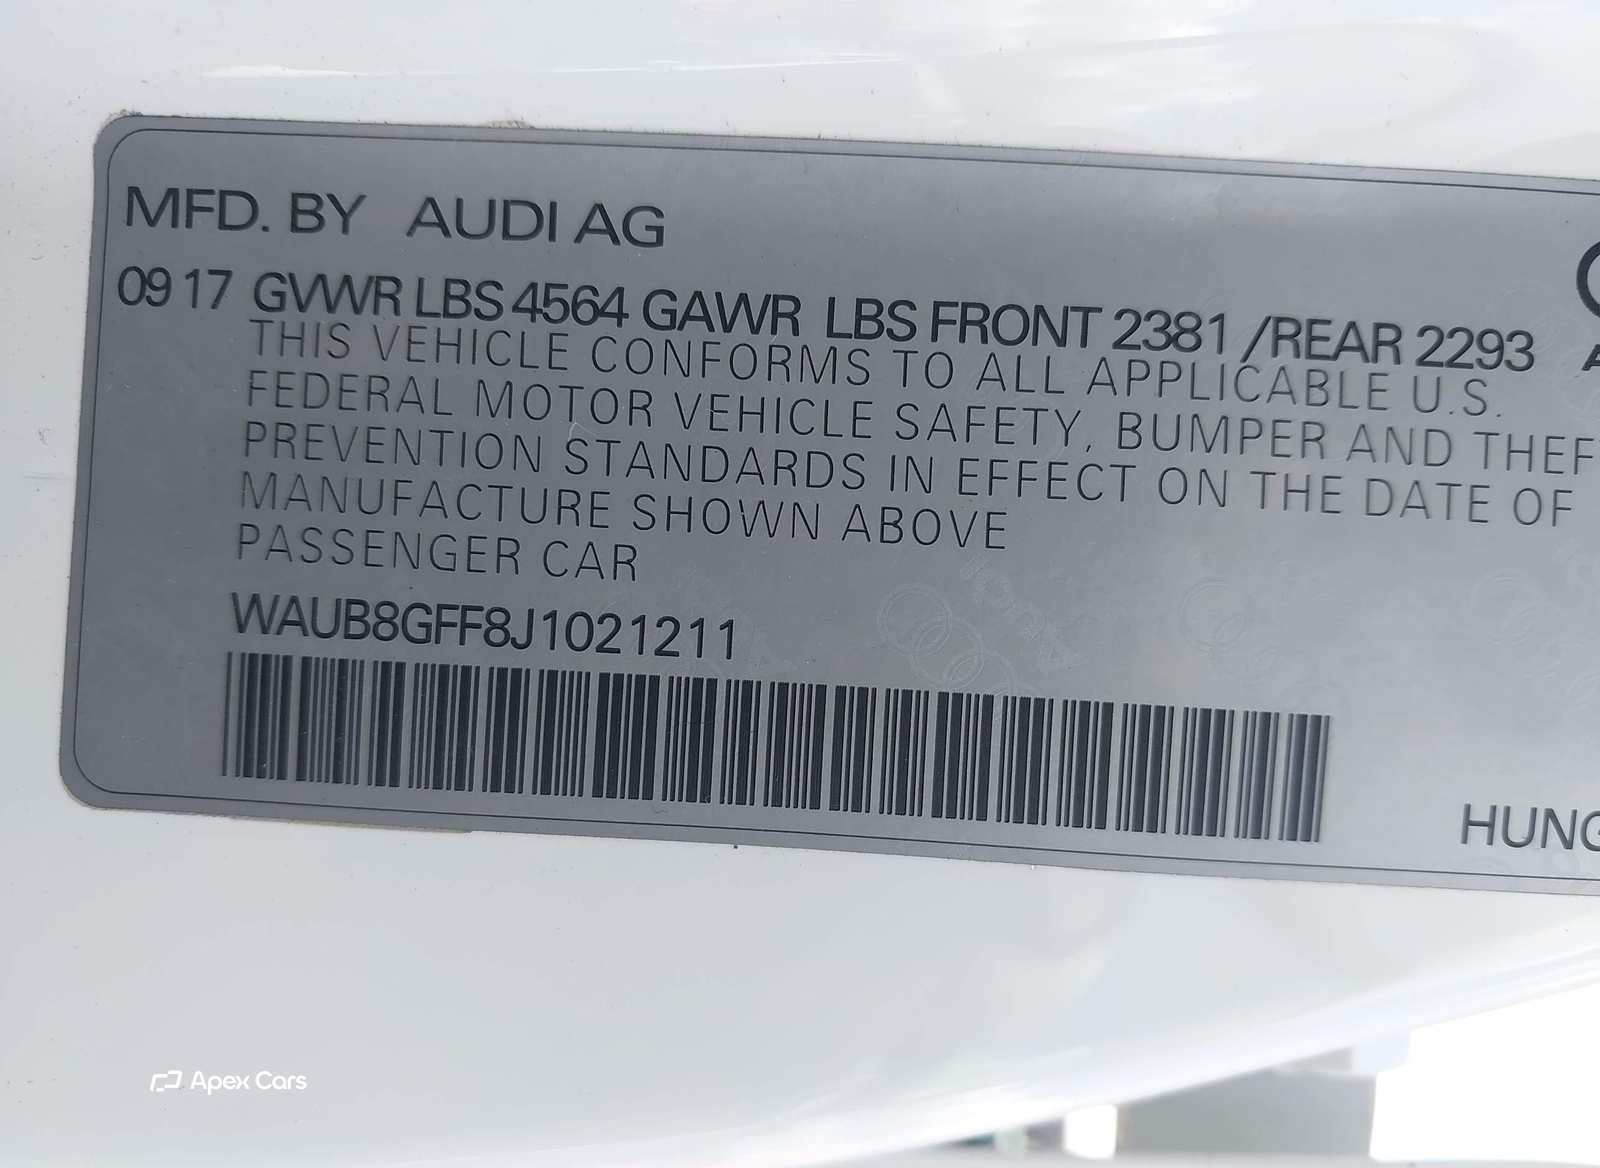 MFD. BY AUDI AG
09 17 GVWR LBS 4564 GAWR LBS FRONT 2381 /REAR 2293
THIS VEHICLE CONFORMS TO ALL APPLICABLE U.S.
FEDERAL MOTOR VEHICLE SAFETY, BUMPER AND THEF
PREVENTION STANDARDS IN EFFECT ON THE DATE OF
MANUFACTURE SHOWN ABOVE
PASSENGER CAR
WAUB8GFF8J1021211
HUNG
Apex Cars